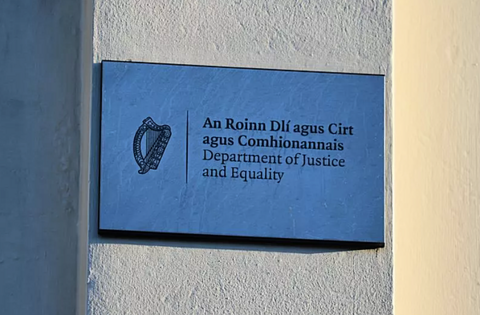 An Roinn Dlí agus Cirt
agus Comhionannais
Department of Justice
and Equality